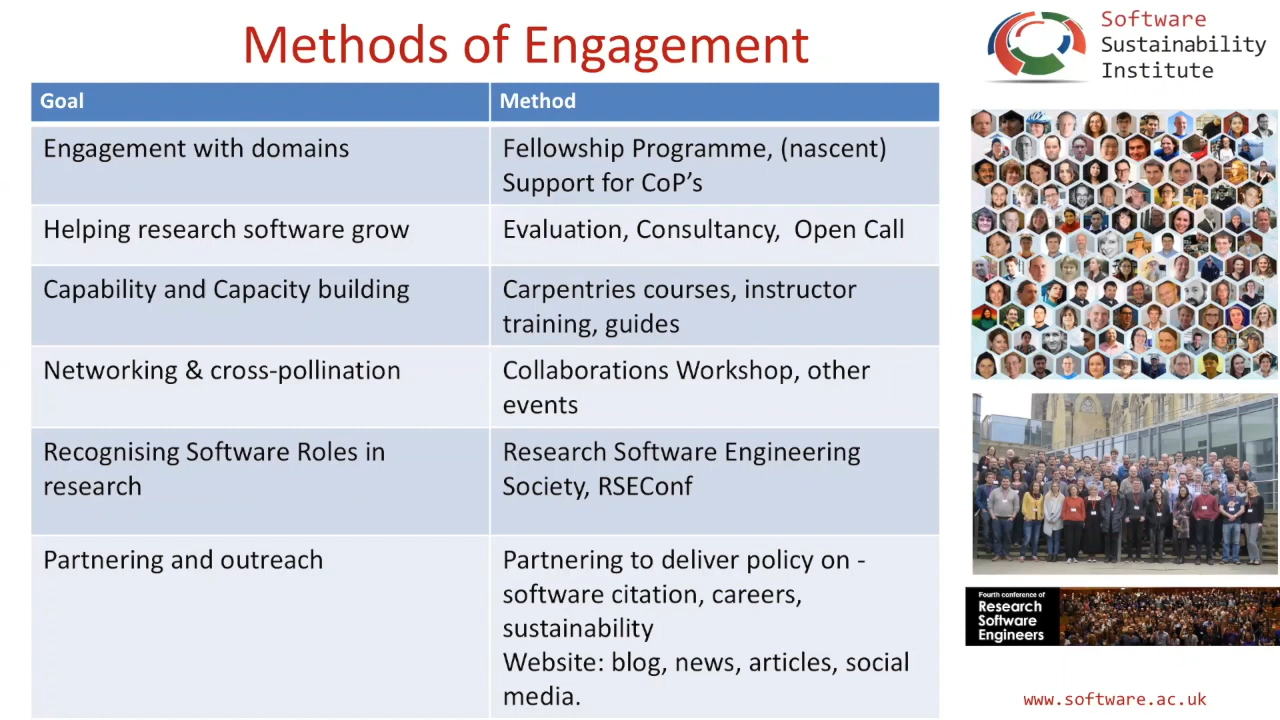 Methods of Engagement
Software
Sustainability
Institute
Goal
Method
Engagement with domains
Fellowship Programme, (nascent)
Support for CoP’s
Helping research software grow
Evaluation, Consultancy,  Open Call
Capability and Capacity building
Carpentries courses, instructor
training, guides
Networking & cross-pollination
Collaborations Workshop, other
events
Recognising Software Roles in
research
Research Software Engineering
Society, RSEConf
Partnering and outreach
Partnering to deliver policy on -
software citation, careers,
sustainability
Website: blog, news, articles, social
media.
Fourth conference of
Research
Software
Engineers
www.software.ac.uk